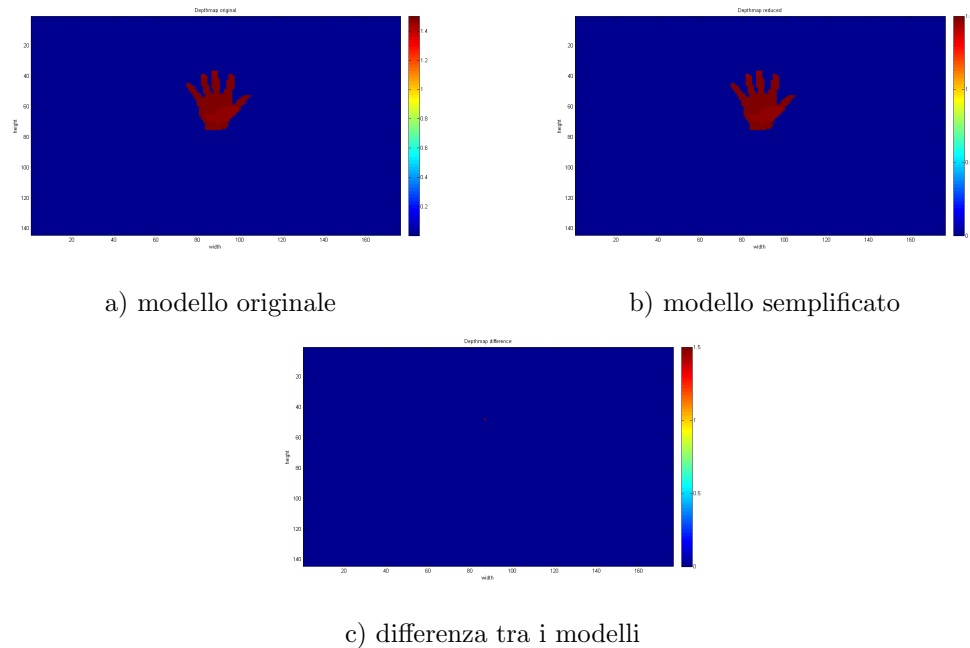 Depthmap original
20
40
60
80
100
120
140
height
20 40 60 80 100 120 140 160
width
1.4
1.2
1
0.8
0.6
0.4
0.2
a) modello originale
Depthmap reduced
20
40
60
80
100
120
140
height
20 40 60 80 100 120 140 160
width
1
0
b) modello semplificato
Depthmap difference
20
40
60
80
100
120
140
height
20 40 60 80 100 120 140 160
width
1.5
1
0.5
0
c) differenza tra i modelli